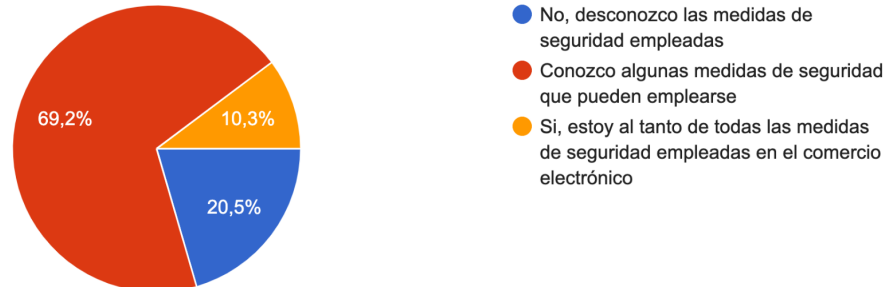 69,2%
10,3%
20,5%
No, desconozco las medidas de
seguridad empleadas
Conozco algunas medidas de seguridad
que pueden emplearse
Si, estoy al tanto de todas las medidas
de seguridad empleadas en el comercio
electrónico